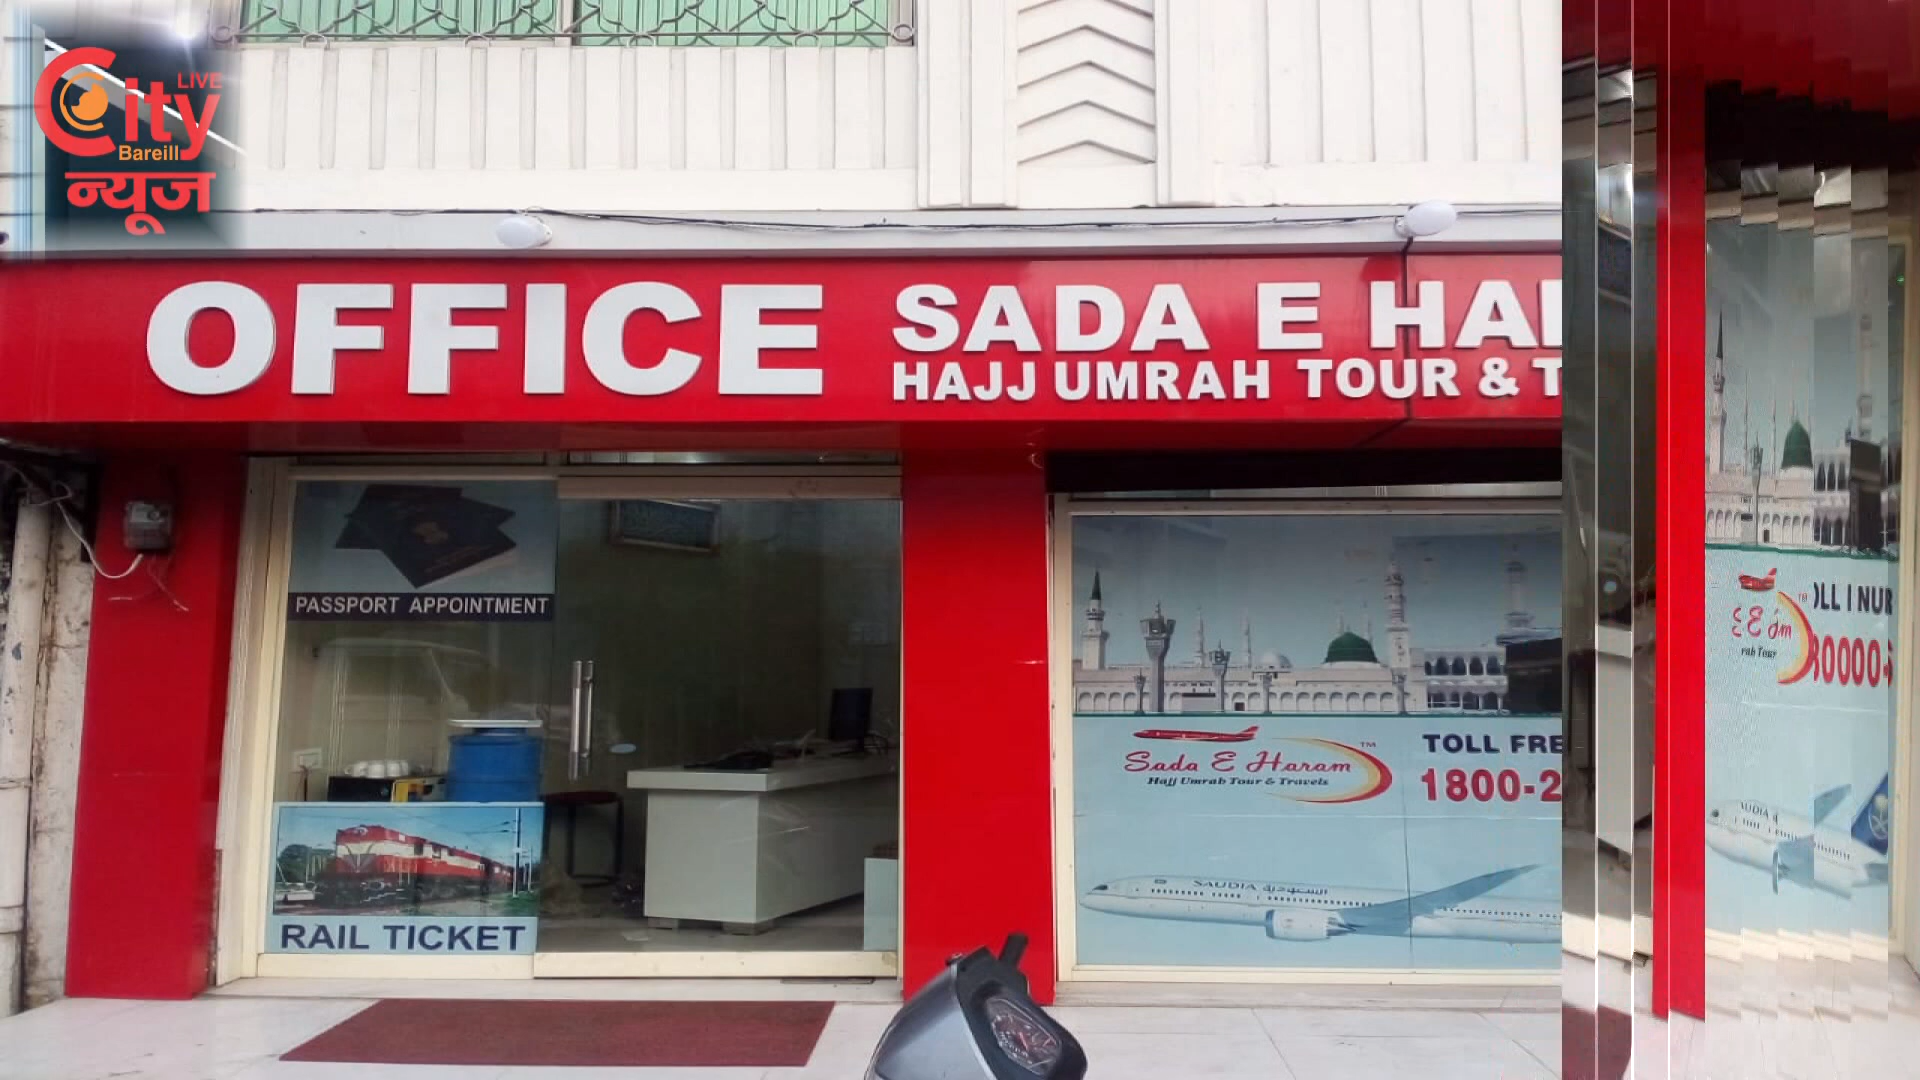 City LIVE
Bareill
न्यूज
OFFICE SADA E HA
HAJJ UMRAH TOUR & T
PASSPORT APPOINTMENT
RAIL TICKET
Sada E Haram TM
Hajj Umrah Tour & Travels
TOLL FRE
1800-2
SAUDIA السعودية